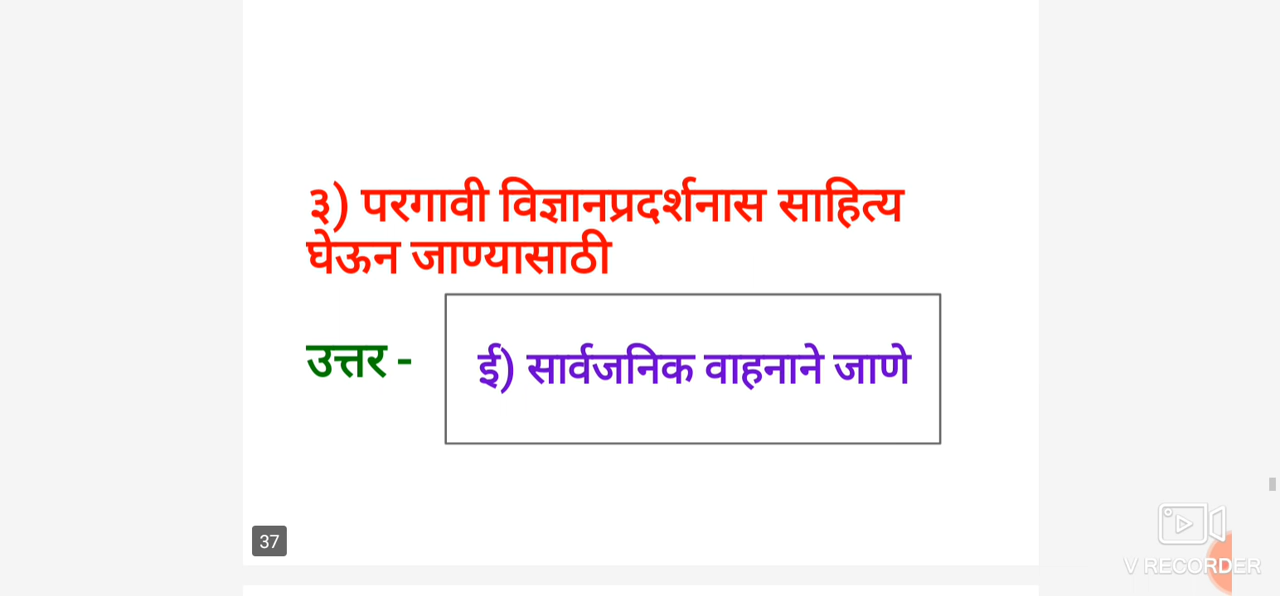 ३) परगावी विज्ञानप्रदर्शनास साहित्य
घेऊन जाण्यासाठी
उत्तर -
ई) सार्वजनिक वाहनाने जाणे
37
V RECORDER